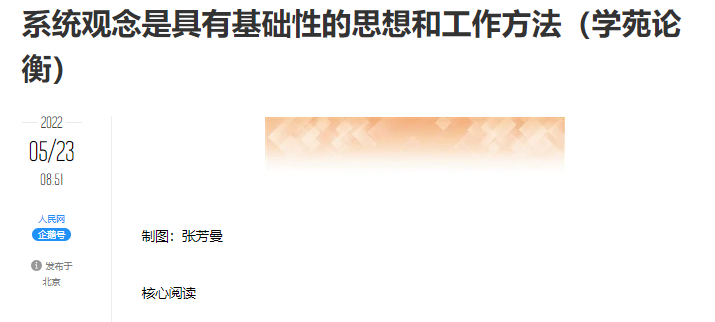 系统观念是具有基础性的思想和工作方法（学苑论
衡）
2022
05/23
08:51
人民网
企鹅号
发布于
北京
制图：张芳曼
核心阅读